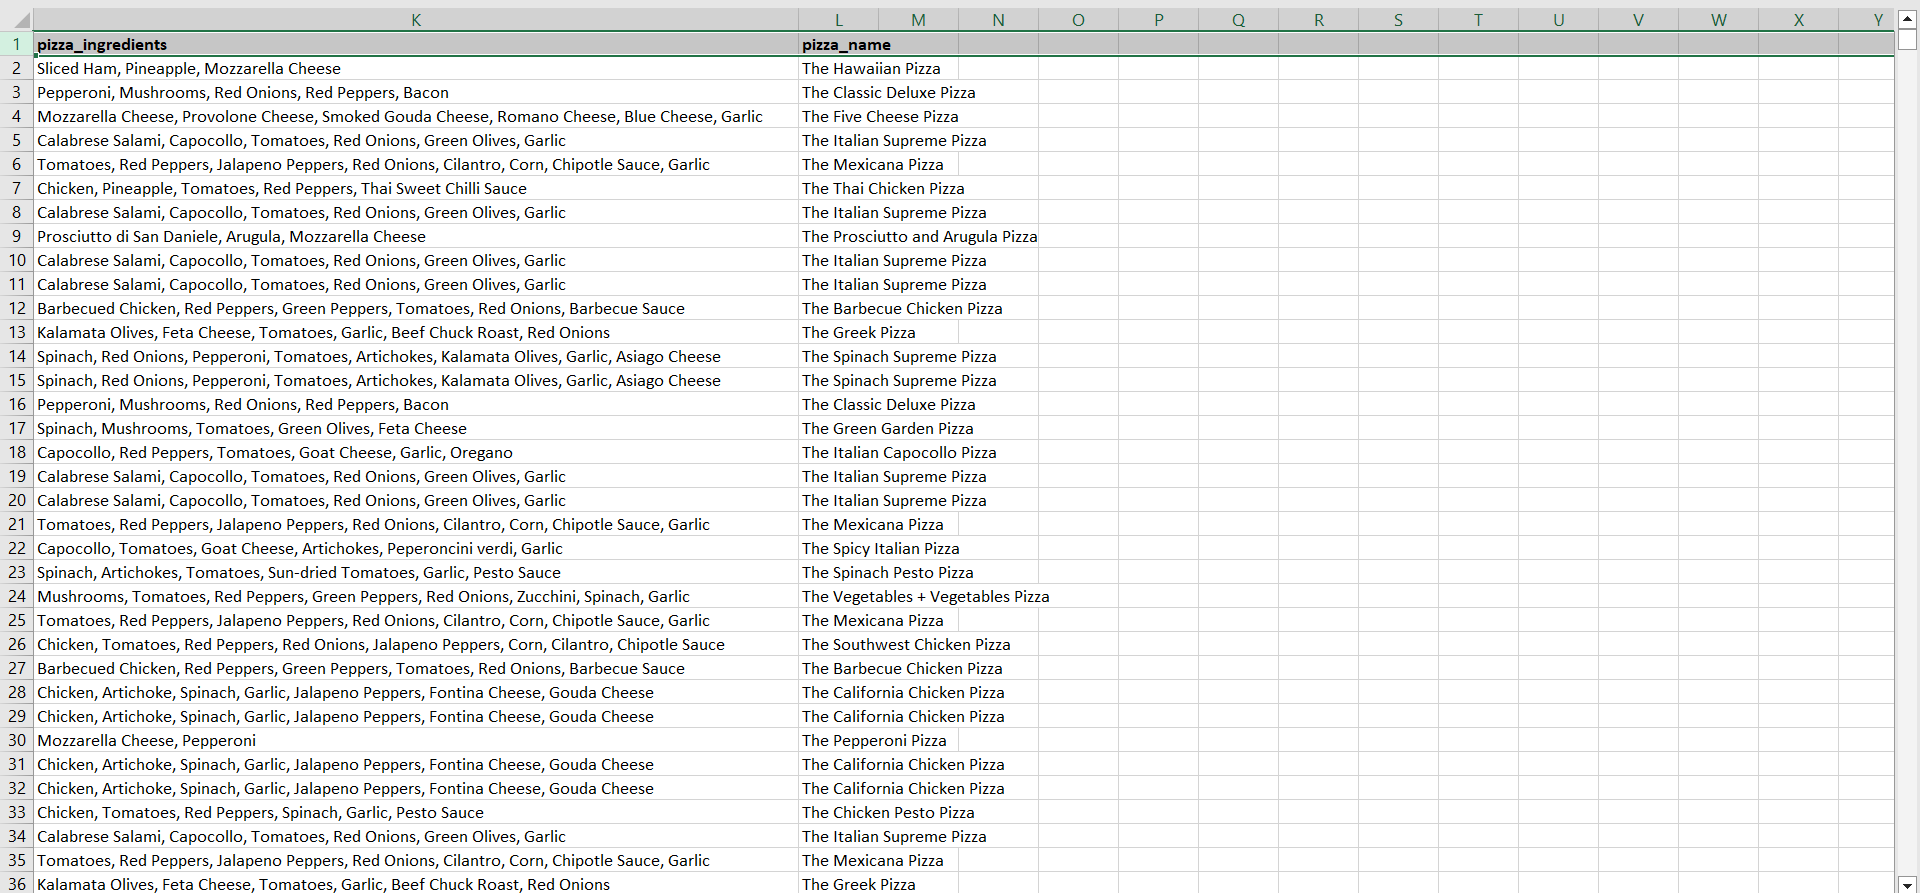 K L M N O P Q R S T U V W X Y
1 pizza_ingredients pizza_name
2 Sliced Ham, Pineapple, Mozzarella Cheese The Hawaiian Pizza
3 Pepperoni, Mushrooms, Red Onions, Red Peppers, Bacon The Classic Deluxe Pizza
4 Mozzarella Cheese, Provolone Cheese, Smoked Gouda Cheese, Romano Cheese, Blue Cheese, Garlic The Five Cheese Pizza
5 Calabrese Salami, Capocollo, Tomatoes, Red Onions, Green Olives, Garlic The Italian Supreme Pizza
6 Tomatoes, Red Peppers, Jalapeno Peppers, Red Onions, Cilantro, Corn, Chipotle Sauce, Garlic The Mexicana Pizza
7 Chicken, Pineapple, Tomatoes, Red Peppers, Thai Sweet Chilli Sauce The Thai Chicken Pizza
8 Calabrese Salami, Capocollo, Tomatoes, Red Onions, Green Olives, Garlic The Italian Supreme Pizza
9 Prosciutto di San Daniele, Arugula, Mozzarella Cheese The Prosciutto and Arugula Pizza
10 Calabrese Salami, Capocollo, Tomatoes, Red Onions, Green Olives, Garlic The Italian Supreme Pizza
11 Calabrese Salami, Capocollo, Tomatoes, Red Onions, Green Olives, Garlic The Italian Supreme Pizza
12 Barbecued Chicken, Red Peppers, Green Peppers, Tomatoes, Red Onions, Barbecue Sauce The Barbecue Chicken Pizza
13 Kalamata Olives, Feta Cheese, Tomatoes, Garlic, Beef Chuck Roast, Red Onions The Greek Pizza
14 Spinach, Red Onions, Pepperoni, Tomatoes, Artichokes, Kalamata Olives, Garlic, Asiago Cheese The Spinach Supreme Pizza
15 Spinach, Red Onions, Pepperoni, Tomatoes, Artichokes, Kalamata Olives, Garlic, Asiago Cheese The Spinach Supreme Pizza
16 Pepperoni, Mushrooms, Red Onions, Red Peppers, Bacon The Classic Deluxe Pizza
17 Spinach, Mushrooms, Tomatoes, Green Olives, Feta Cheese The Green Garden Pizza
18 Capocollo, Red Peppers, Tomatoes, Goat Cheese, Garlic, Oregano The Italian Capocollo Pizza
19 Calabrese Salami, Capocollo, Tomatoes, Red Onions, Green Olives, Garlic The Italian Supreme Pizza
20 Calabrese Salami, Capocollo, Tomatoes, Red Onions, Green Olives, Garlic The Italian Supreme Pizza
21 Tomatoes, Red Peppers, Jalapeno Peppers, Red Onions, Cilantro, Corn, Chipotle Sauce, Garlic The Mexicana Pizza
22 Capocollo, Tomatoes, Goat Cheese, Artichokes, Peperoncini verdi, Garlic The Spicy Italian Pizza
23 Spinach, Artichokes, Tomatoes, Sun-dried Tomatoes, Garlic, Pesto Sauce The Spinach Pesto Pizza
24 Mushrooms, Tomatoes, Red Peppers, Green Peppers, Red Onions, Zucchini, Spinach, Garlic The Vegetables + Vegetables Pizza
25 Tomatoes, Red Peppers, Jalapeno Peppers, Red Onions, Cilantro, Corn, Chipotle Sauce, Garlic The Mexicana Pizza
26 Chicken, Tomatoes, Red Peppers, Red Onions, Jalapeno Peppers, Corn, Cilantro, Chipotle Sauce The Southwest Chicken Pizza
27 Barbecued Chicken, Red Peppers, Green Peppers, Tomatoes, Red Onions, Barbecue Sauce The Barbecue Chicken Pizza
28 Chicken, Artichoke, Spinach, Garlic, Jalapeno Peppers, Fontina Cheese, Gouda Cheese The California Chicken Pizza
29 Chicken, Artichoke, Spinach, Garlic, Jalapeno Peppers, Fontina Cheese, Gouda Cheese The California Chicken Pizza
30 Mozzarella Cheese, Pepperoni The Pepperoni Pizza
31 Chicken, Artichoke, Spinach, Garlic, Jalapeno Peppers, Fontina Cheese, Gouda Cheese The California Chicken Pizza
32 Chicken, Artichoke, Spinach, Garlic, Jalapeno Peppers, Fontina Cheese, Gouda Cheese The California Chicken Pizza
33 Chicken, Tomatoes, Red Peppers, Spinach, Garlic, Pesto Sauce The Chicken Pesto Pizza
34 Calabrese Salami, Capocollo, Tomatoes, Red Onions, Green Olives, Garlic The Italian Supreme Pizza
35 Tomatoes, Red Peppers, Jalapeno Peppers, Red Onions, Cilantro, Corn, Chipotle Sauce, Garlic The Mexicana Pizza
36 Kalamata Olives, Feta Cheese, Tomatoes, Garlic, Beef Chuck Roast, Red Onions The Greek Pizza